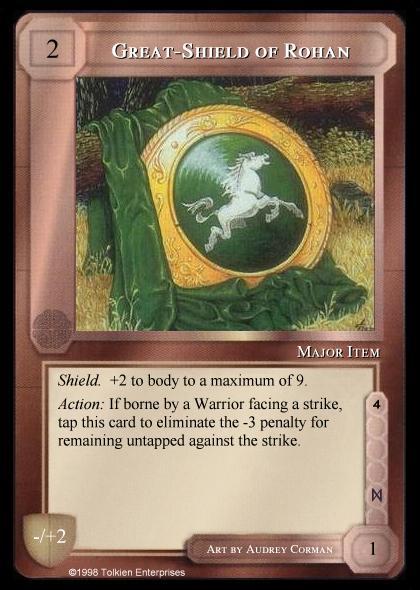 2
Great-Shield of Rohan
Major Item
Shield. +2 to body to a maximum of 9.
Action: If borne by a Warrior facing a strike,
tap this card to eliminate the -3 penalty for
remaining untapped against the strike.
4
-/+2
Art by Audrey Corman
1
©1998 Tolkien Enterprises